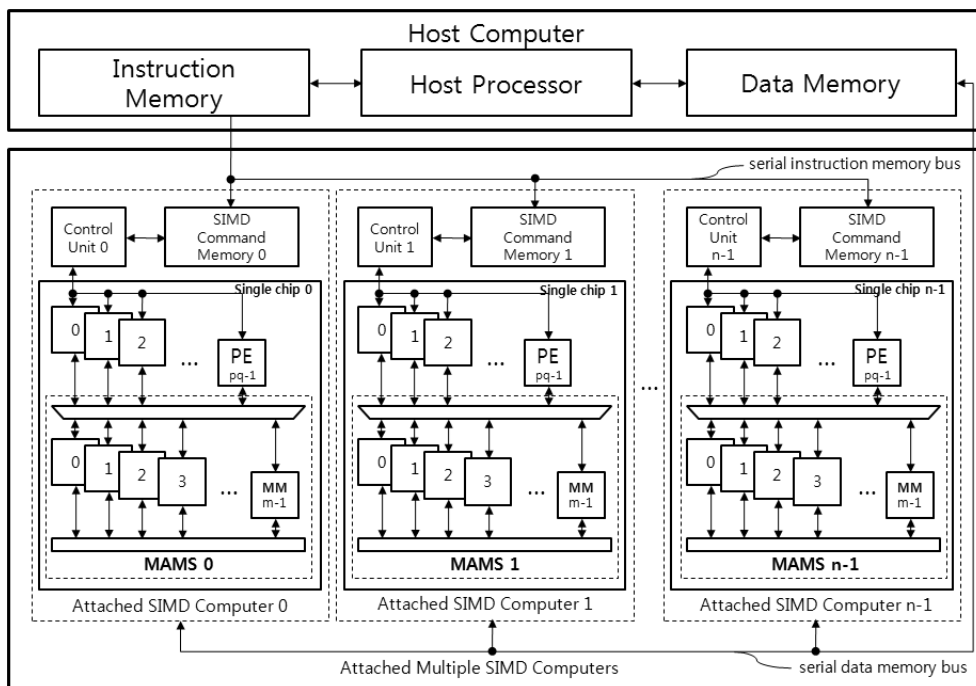 Host Computer
Instruction
Memory
Host Processor
Data Memory
serial instruction memory bus
Control
Unit 0
SIMD
Command
Memory 0
Control
Unit 1
SIMD
Command
Memory 1
Control
Unit
n-1
SIMD
Command
Memory n-1
Single chip 0
0
1
2
...
PE
pq-1
0
1
2
3
...
MM
m-1
MAMS 0
Attached SIMD Computer 0
Single chip 1
0
1
2
...
PE
pq-1
0
1
2
3
...
MM
m-1
MAMS 1
Attached SIMD Computer 1
...
Single chip n-1
0
1
2
...
PE
pq-1
0
1
2
3
...
MM
m-1
MAMS n-1
Attached SIMD Computer n-1
Attached Multiple SIMD Computers
serial data memory bus